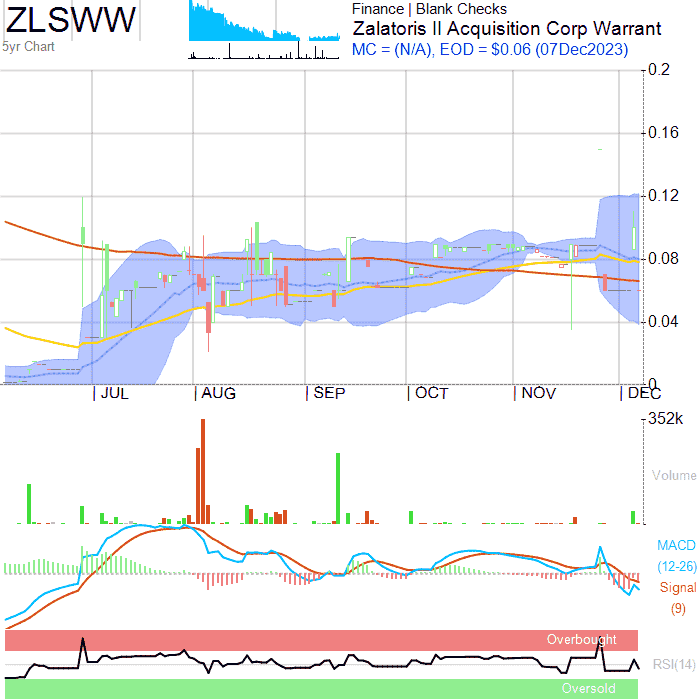 ZLSWW
5yr Chart
Finance | Blank Checks
Zalatoris II Acquisition Corp Warrant
MC = (N/A), EOD = $0.06 (07Dec2023)
0.2
0.16
0.12
0.08
0.04
0
JUL AUG SEP OCT NOV DEC
352k
Volume
MACD
(12-26)
Signal
(9)
Overbought
RSI(14)
Oversold